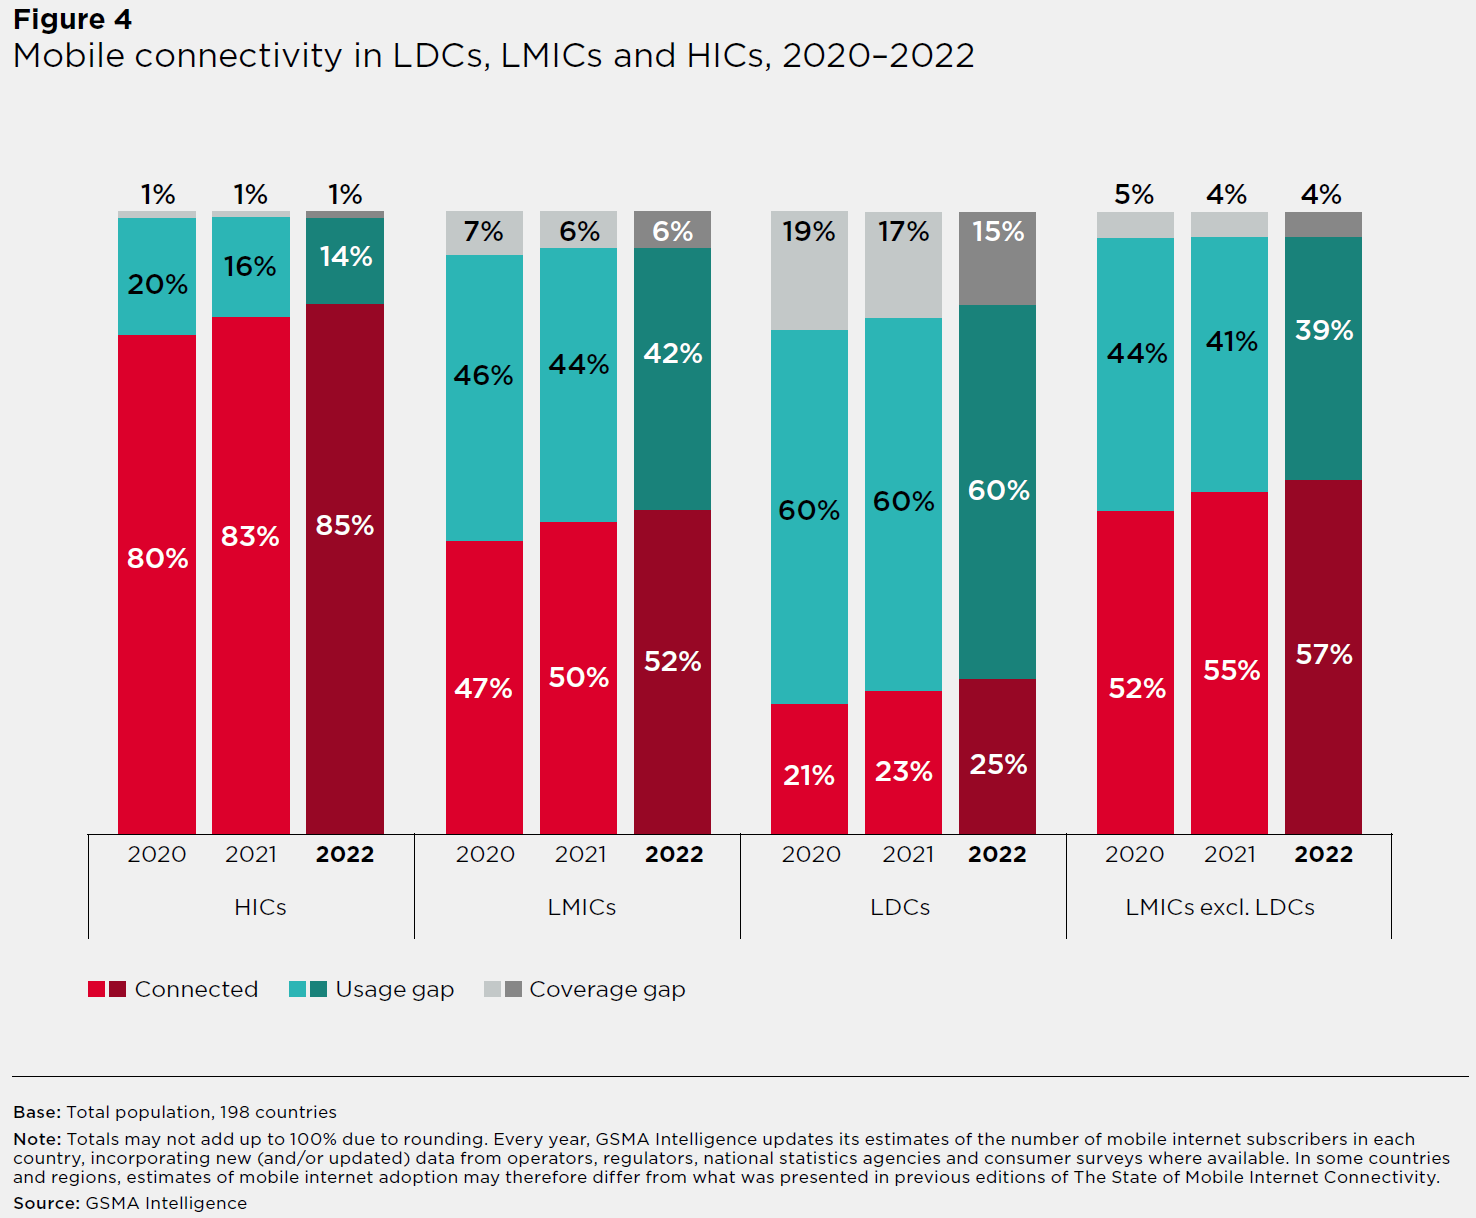 Figure 4
Mobile connectivity in LDCs, LMICs and HICs, 2020–2022
1% 1% 1% 5% 4% 4%
20% 16% 14% 7% 6% 6% 19% 17% 15%
46% 44% 42% 60% 60% 60% 44% 41% 39%
80% 83% 85% 47% 50% 52% 21% 23% 25% 52% 55% 57%
2020 2021 2022 2020 2021 2022 2020 2021 2022 2020 2021 2022
HICs LMICs LDCs LMICs excl. LDCs
Connected Usage gap Coverage gap
Base: Total population, 198 countries
Note: Totals may not add up to 100% due to rounding. Every year, GSMA Intelligence updates its estimates of the number of mobile internet subscribers in each
country, incorporating new (and/or updated) data from operators, regulators, national statistics agencies and consumer surveys where available. In some countries
and regions, estimates of mobile internet adoption may therefore differ from what was presented in previous editions of The State of Mobile Internet Connectivity.
Source: GSMA Intelligence